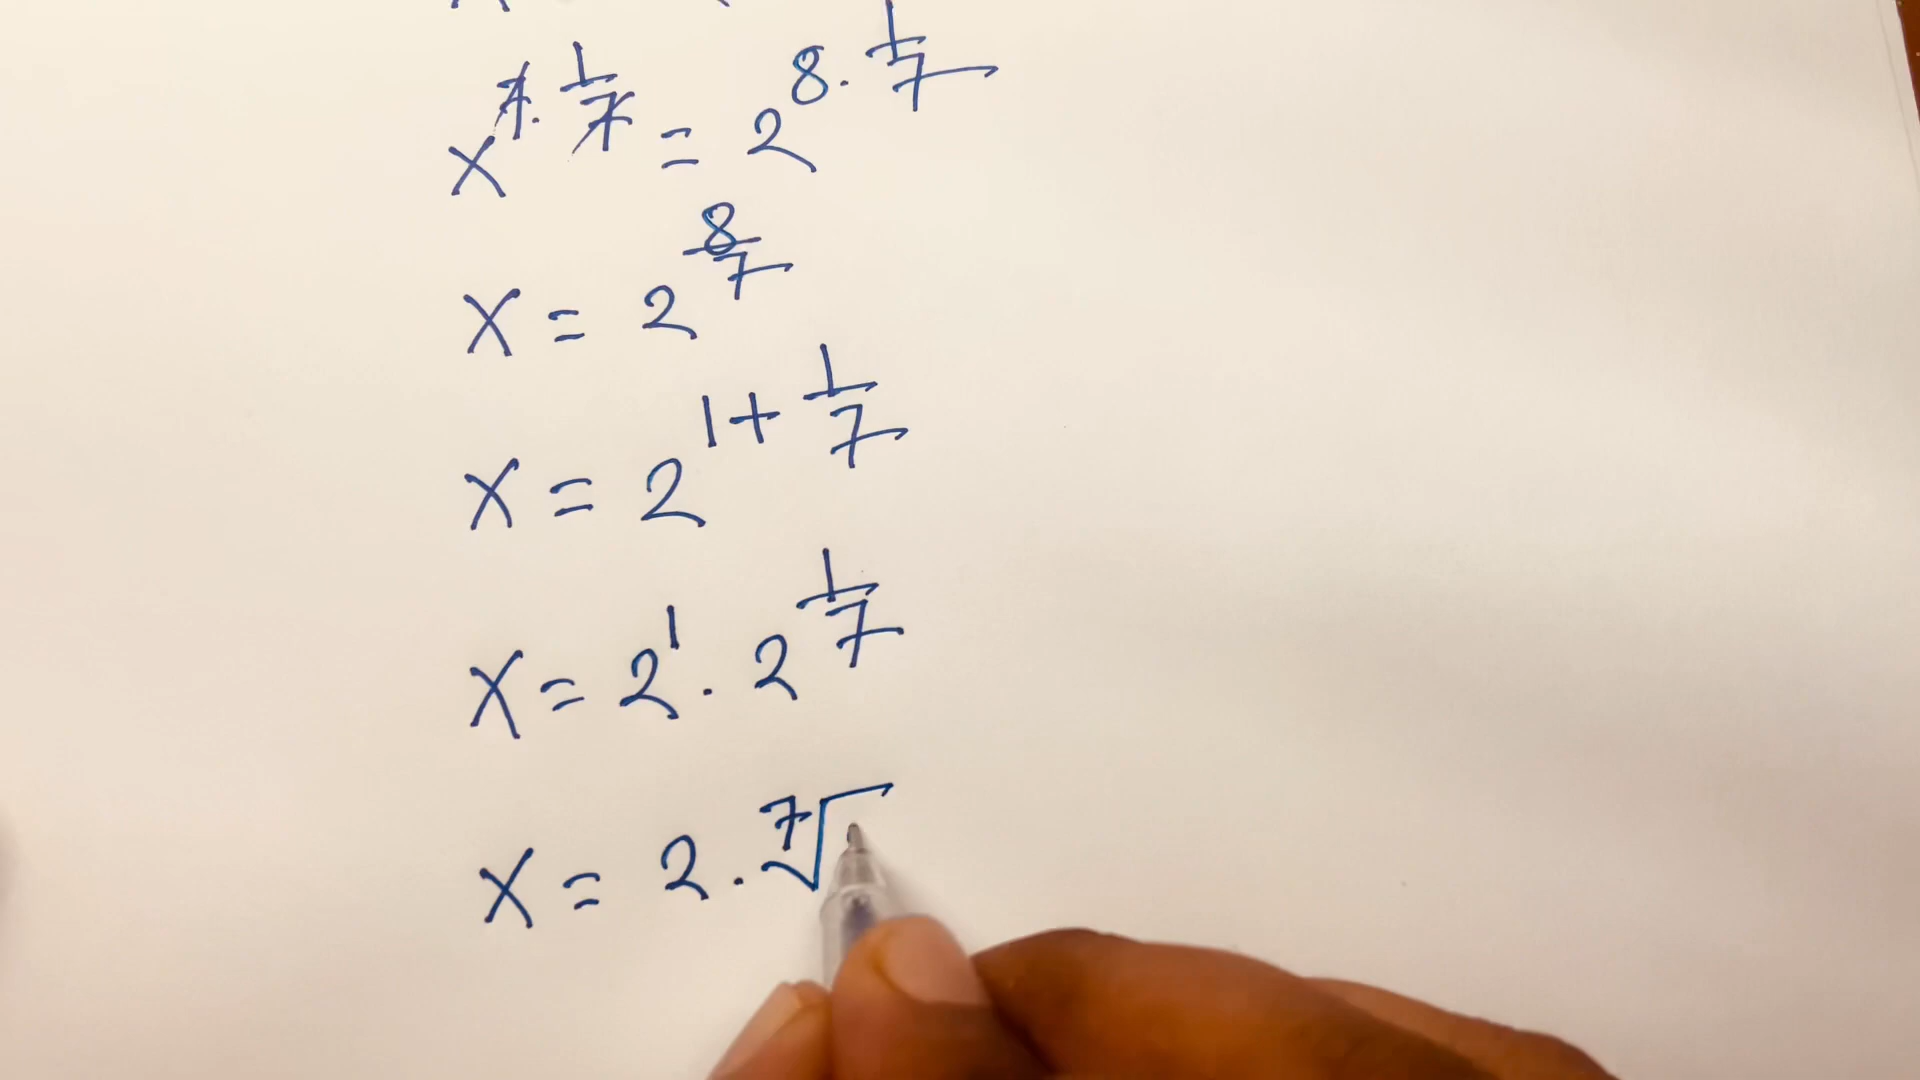 x^{7·1/7} = 2^{8·1/7}
x = 2^{8/7}
x = 2^{1+1/7}
x = 2^1 · 2^{1/7}
x = 2 · ⁷√